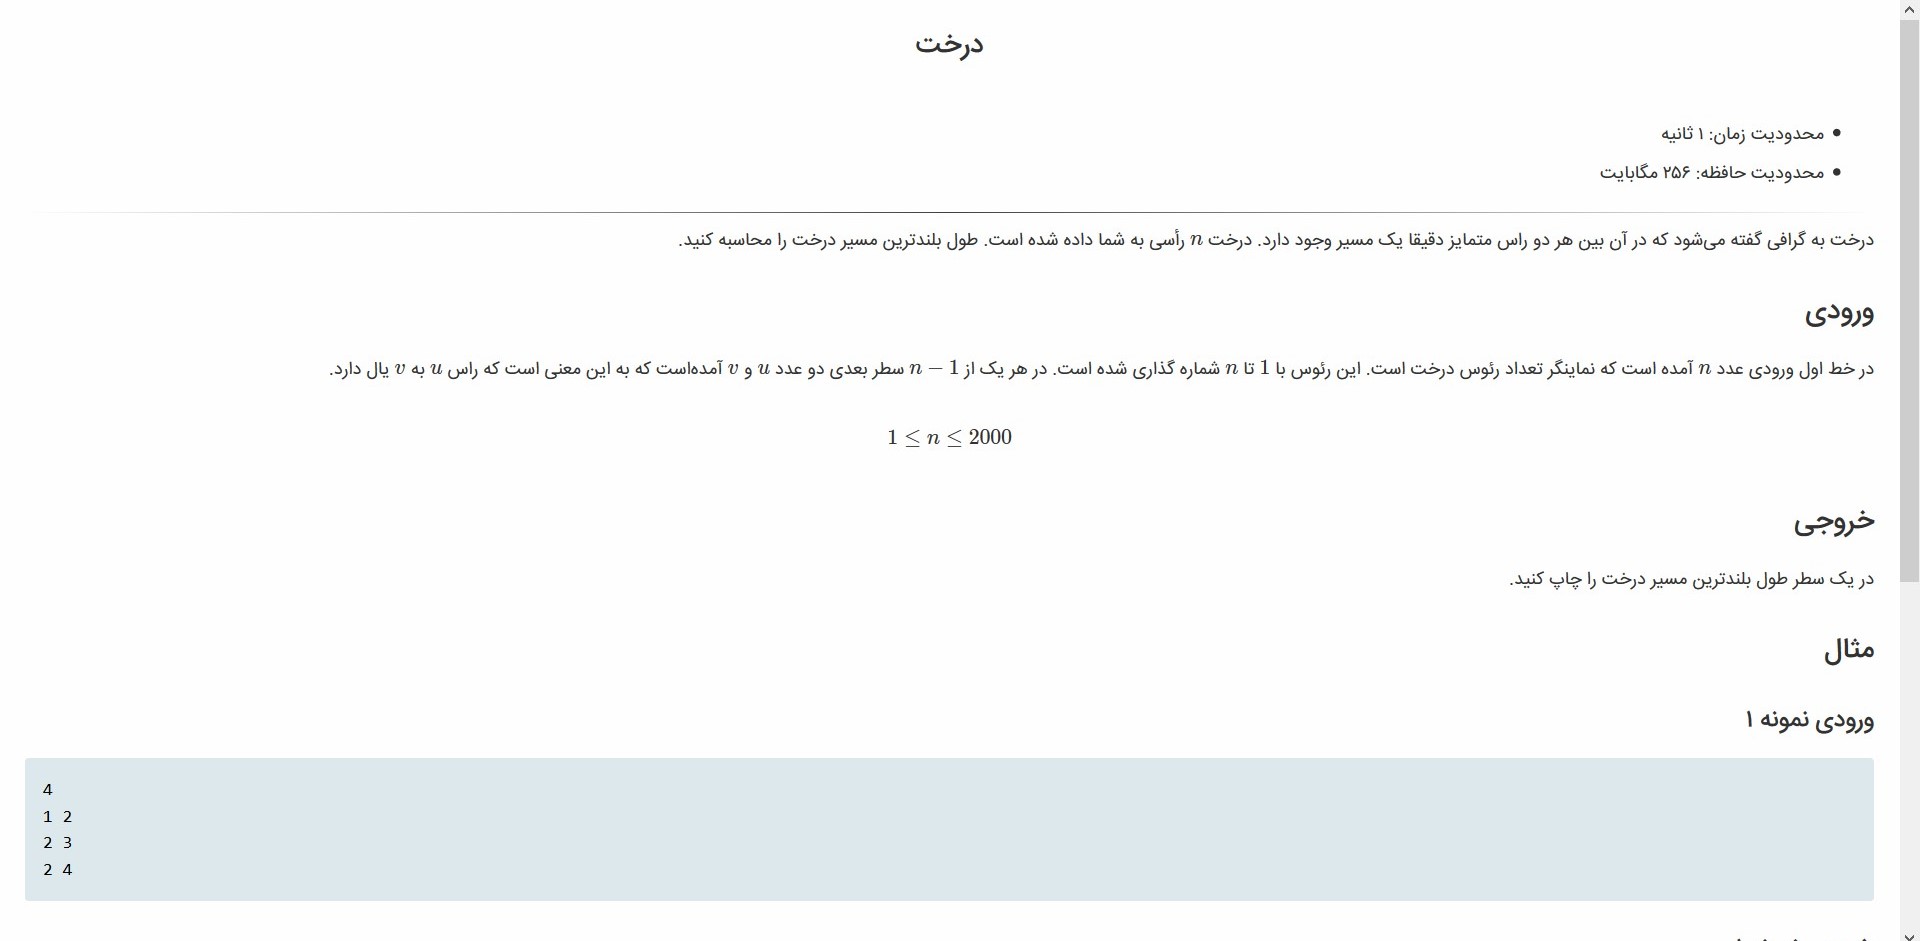 درخت
محدودیت زمان: ۱ ثانیه
محدودیت حافظه: ۲۵۶ مگابایت
درخت به گرافی گفته می‌شود که در آن بین هر دو راس متمایز دقیقا یک مسیر وجود دارد. درخت n رأسی به شما داده شده است. طول بلندترین مسیر درخت را محاسبه کنید.
ورودی
در خط اول ورودی عدد n آمده است که نماینگر تعداد رئوس درخت است. این رئوس با 1 تا n شماره گذاری شده است. در هر یک از n − 1 سطر بعدی دو عدد u و v آمده‌است که به این معنی است که راس u به v یال دارد.
1 ≤ n ≤ 2000
خروجی
در یک سطر طول بلندترین مسیر درخت را چاپ کنید.
مثال
ورودی نمونه ۱
4
1 2
2 3
2 4